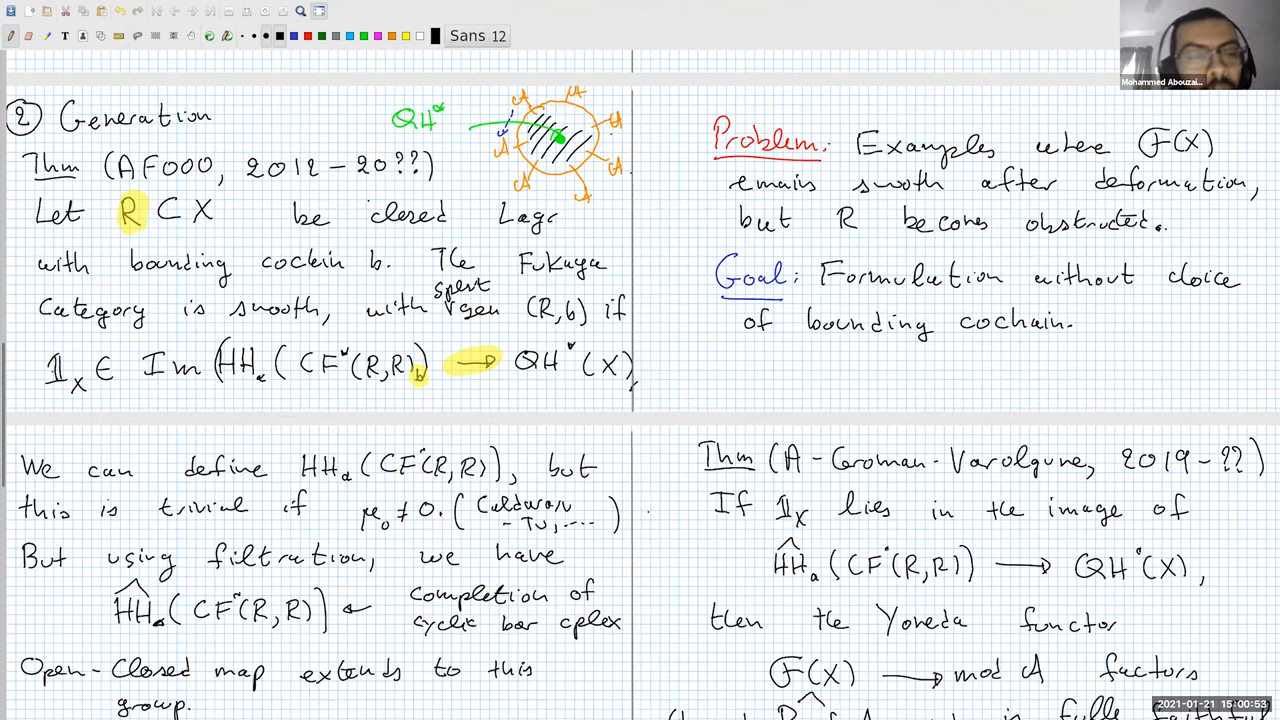 Sans 12
Mohammed Abouzai...
② Generation
QH*
A A A A A A A
Thm (AFOOO, 2012 - 20??)
Let R ⊂ X be closed Lagr
with bounding cochain b. The Fukaya
split
Category is smooth, with gen (R,b) if
𝟙_X ∈ Im (HH_*(CF*(R,R)_b) → QH*(X)
Problem: Examples where F(X)
remains smooth after deformation,
but R becomes obstructed.
Goal: Formulation without choice
of bounding cochain.
We can define HH_*(CF*(R,R)), but
this is trivial if μ_0 ≠ 0. (Caldararu
- Tu, ....)
But using filtration, we have
ĤH_*(CF*(R,R)) ← completion of
cyclic bar cplex
Open-Closed map extends to this
group.
Thm (A-Groman-Varolgunes, 2019-??)
If 𝟙_X lies in the image of
ĤH_*(CF*(R,R)) → QH*(X),
then the Yoneda functor
F(X) → mod A factors
2021-01-21 15:00:53